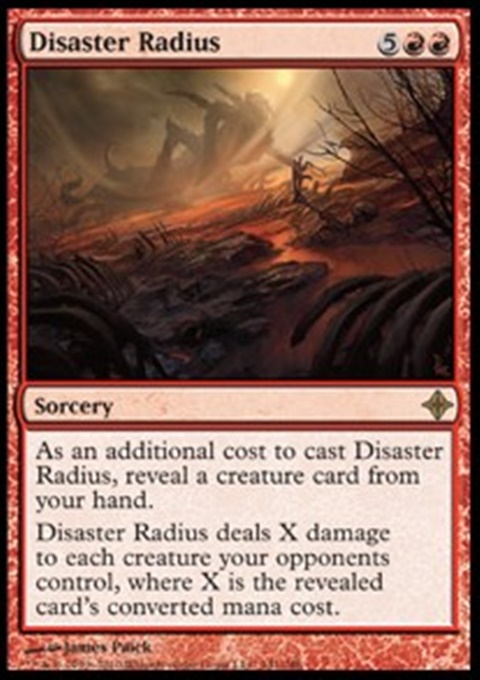 Disaster Radius 5
Sorcery
As an additional cost to cast Disaster
Radius, reveal a creature card from
your hand.
Disaster Radius deals X damage
to each creature your opponents
control, where X is the revealed
card's converted mana cost.
James Paick